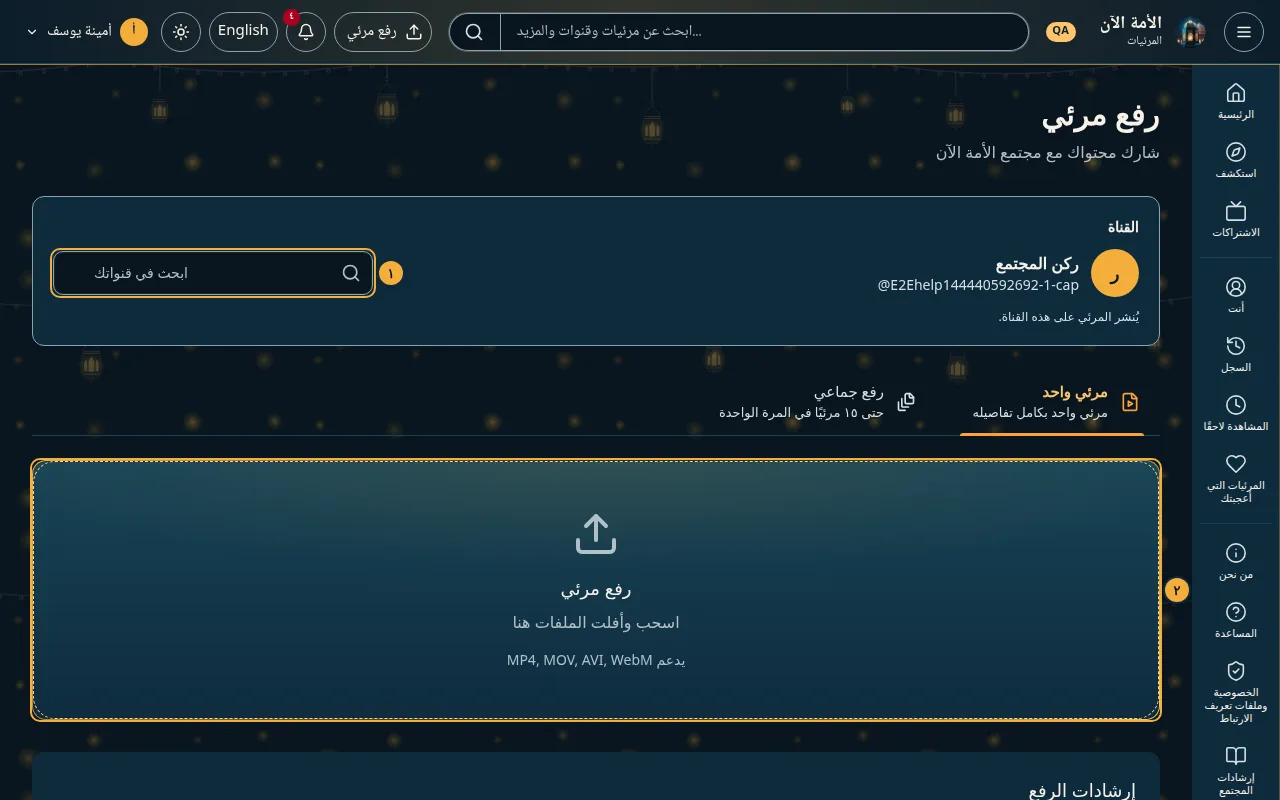 الأمة الآن
المرئيات
QA
ابحث عن مرئيات وقنوات والمزيد...
رفع مرئي
٤
English
أ
أمينة يوسف
الرئيسية
استكشف
الاشتراكات
أنت
السجل
المشاهدة لاحقًا
المرئيات التي
أعجبتك
من نحن
المساعدة
الخصوصية
وملفات تعريف
الارتباط
إرشادات
المجتمع
رفع مرئي
شارك محتواك مع مجتمع الأمة الآن
القناة
ر
ركن المجتمع
@E2Ehelp144440592692-1-cap
يُنشر المرئي على هذه القناة.
١
ابحث في قنواتك
مرئي واحد
مرئي واحد بكامل تفاصيله
رفع جماعي
حتى ١٥ مرئيًا في المرة الواحدة
٢
رفع مرئي
اسحب وأفلت الملفات هنا
يدعم MP4, MOV, AVI, WebM
إرشادات الرفع